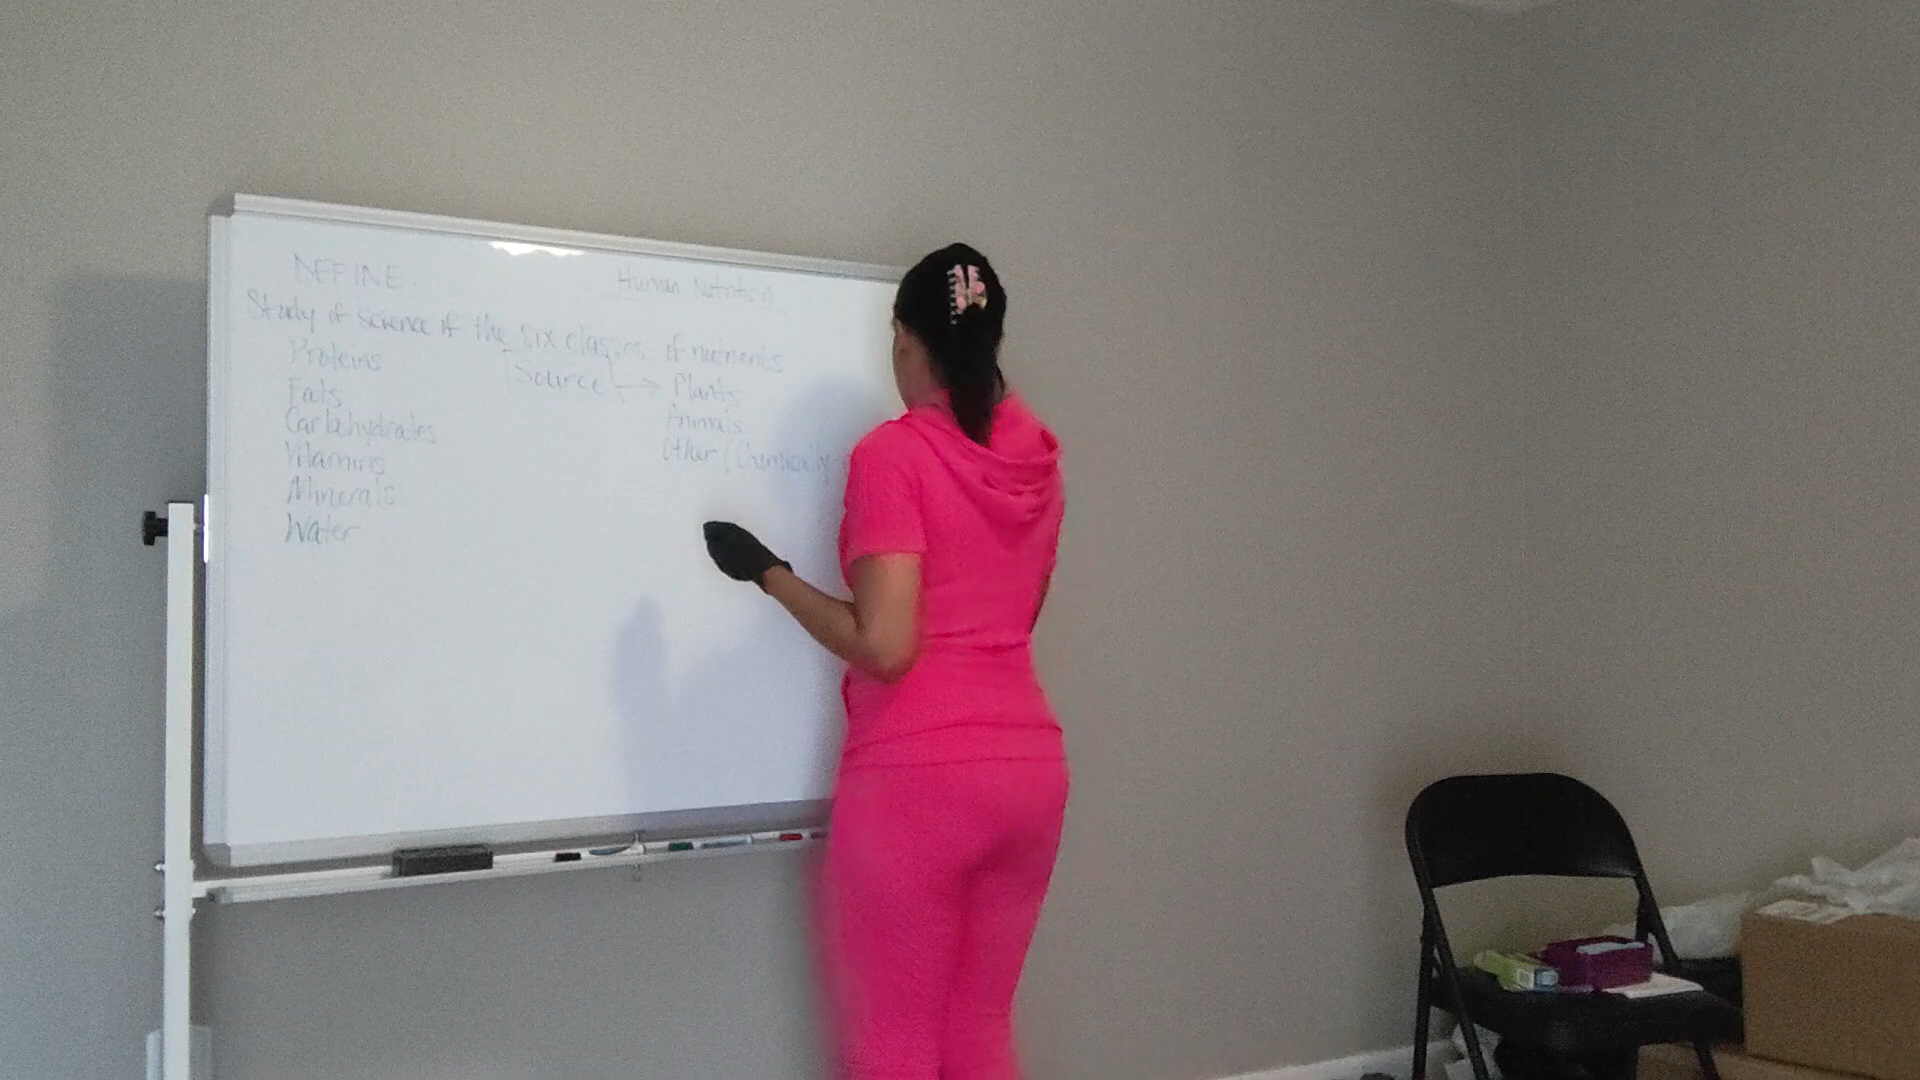 DEFINE
Human Nutrition
Study of science of the six classes of nutrients
Proteins
Source → Plants
Fats
Animals
Carbohydrates
Other (Chemically
Vitamins
Minerals
Water